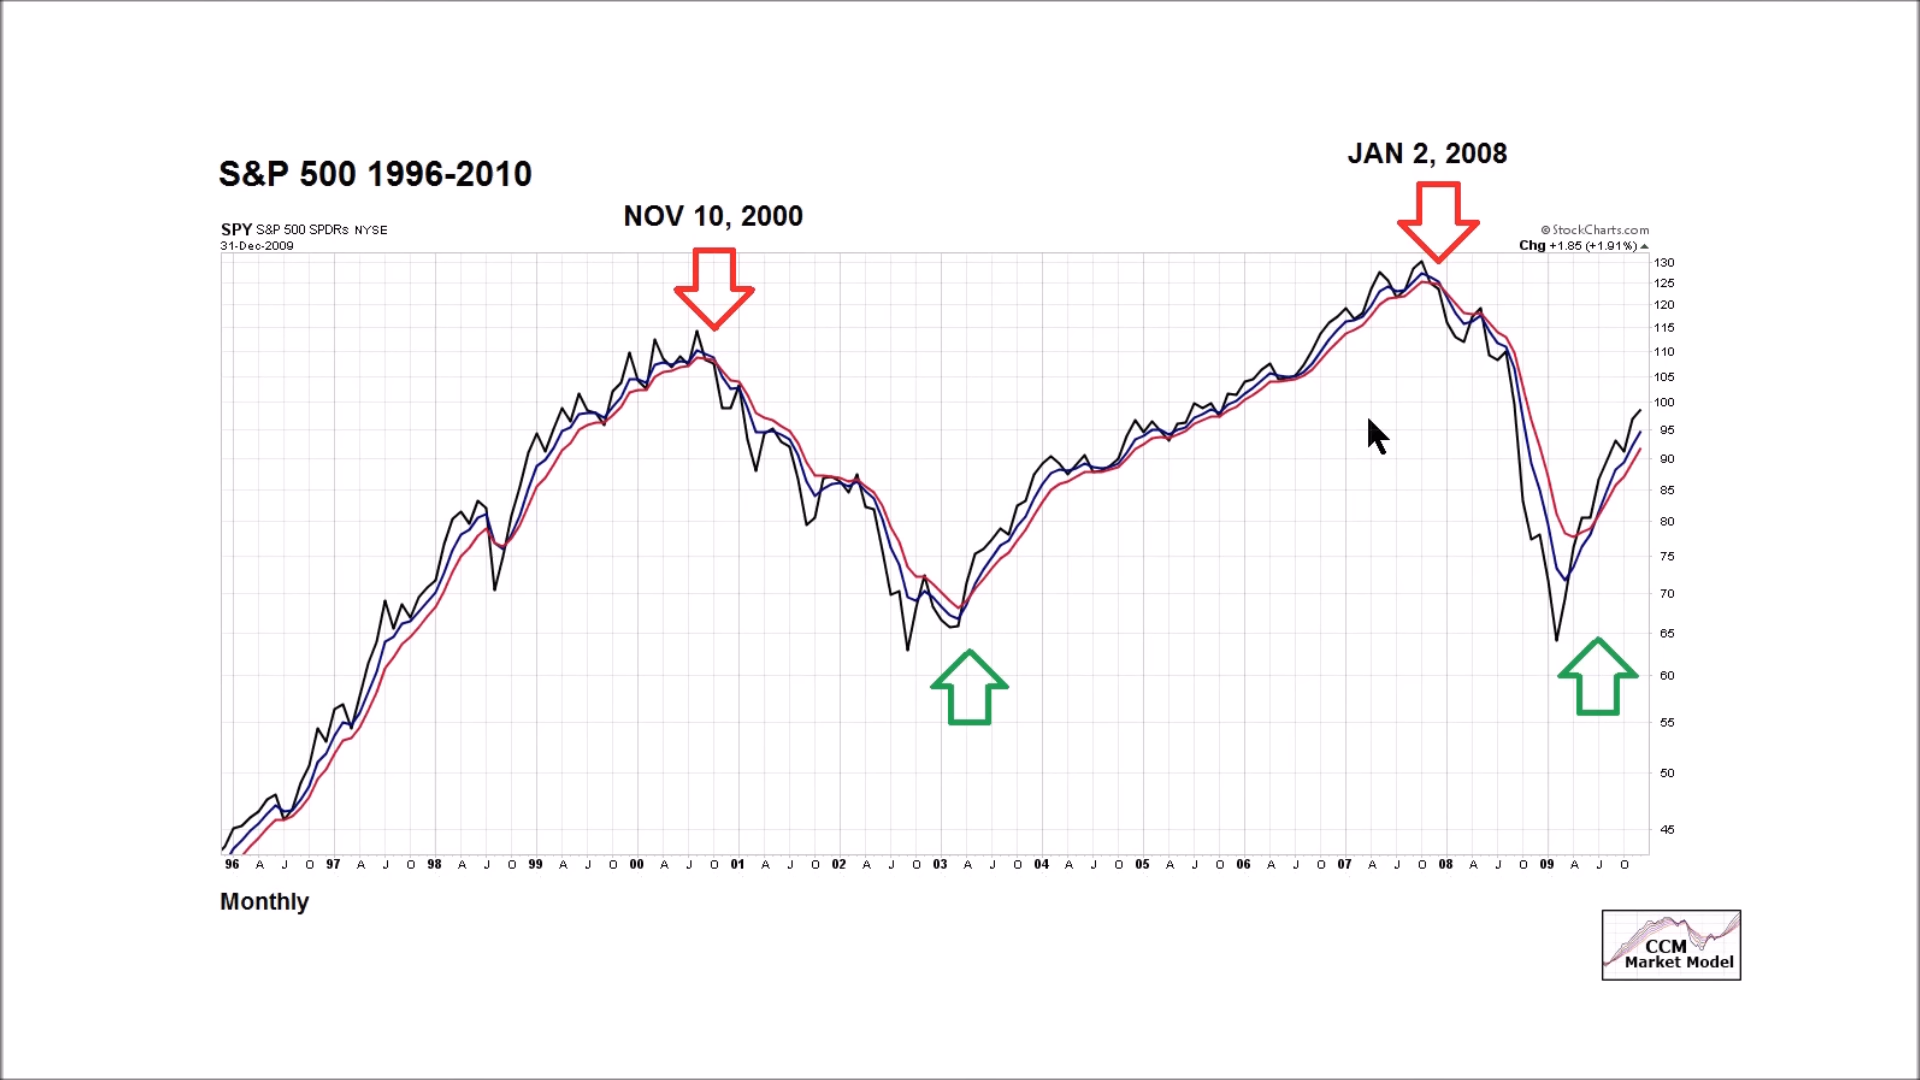 JAN 2, 2008
S&P 500 1996-2010
NOV 10, 2000
SPY S&P 500 SPDRs NYSE
©StockCharts.com
31-Dec-2009
Chg +1.85 (+1.91%)
130
125
120
115
110
105
100
95
90
85
80
75
70
65
60
55
50
45
96 A J O 97 A J O 98 A J O 99 A J O 00 A J O 01 A J O 02 A J O 03 A J O 04 A J O 05 A J O 06 A J O 07 A J O 08 A J O 09 A J O
Monthly
CCM
Market Model